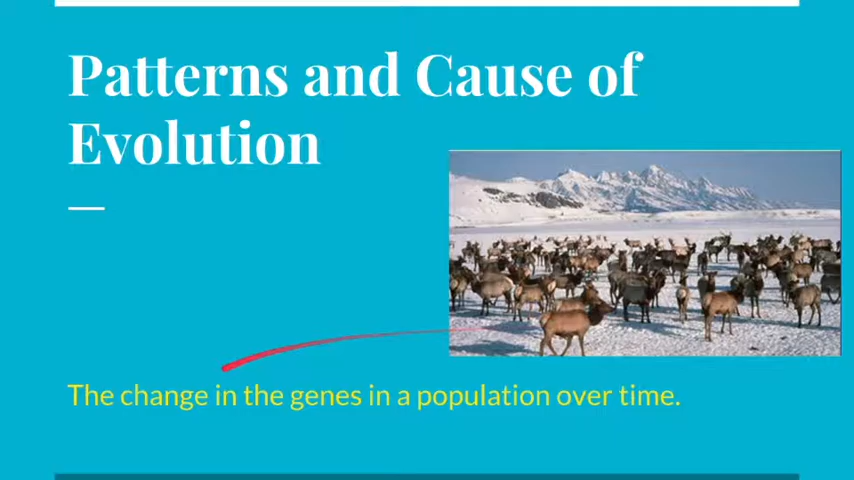 Patterns and Cause of
Evolution
The change in the genes in a population over time.